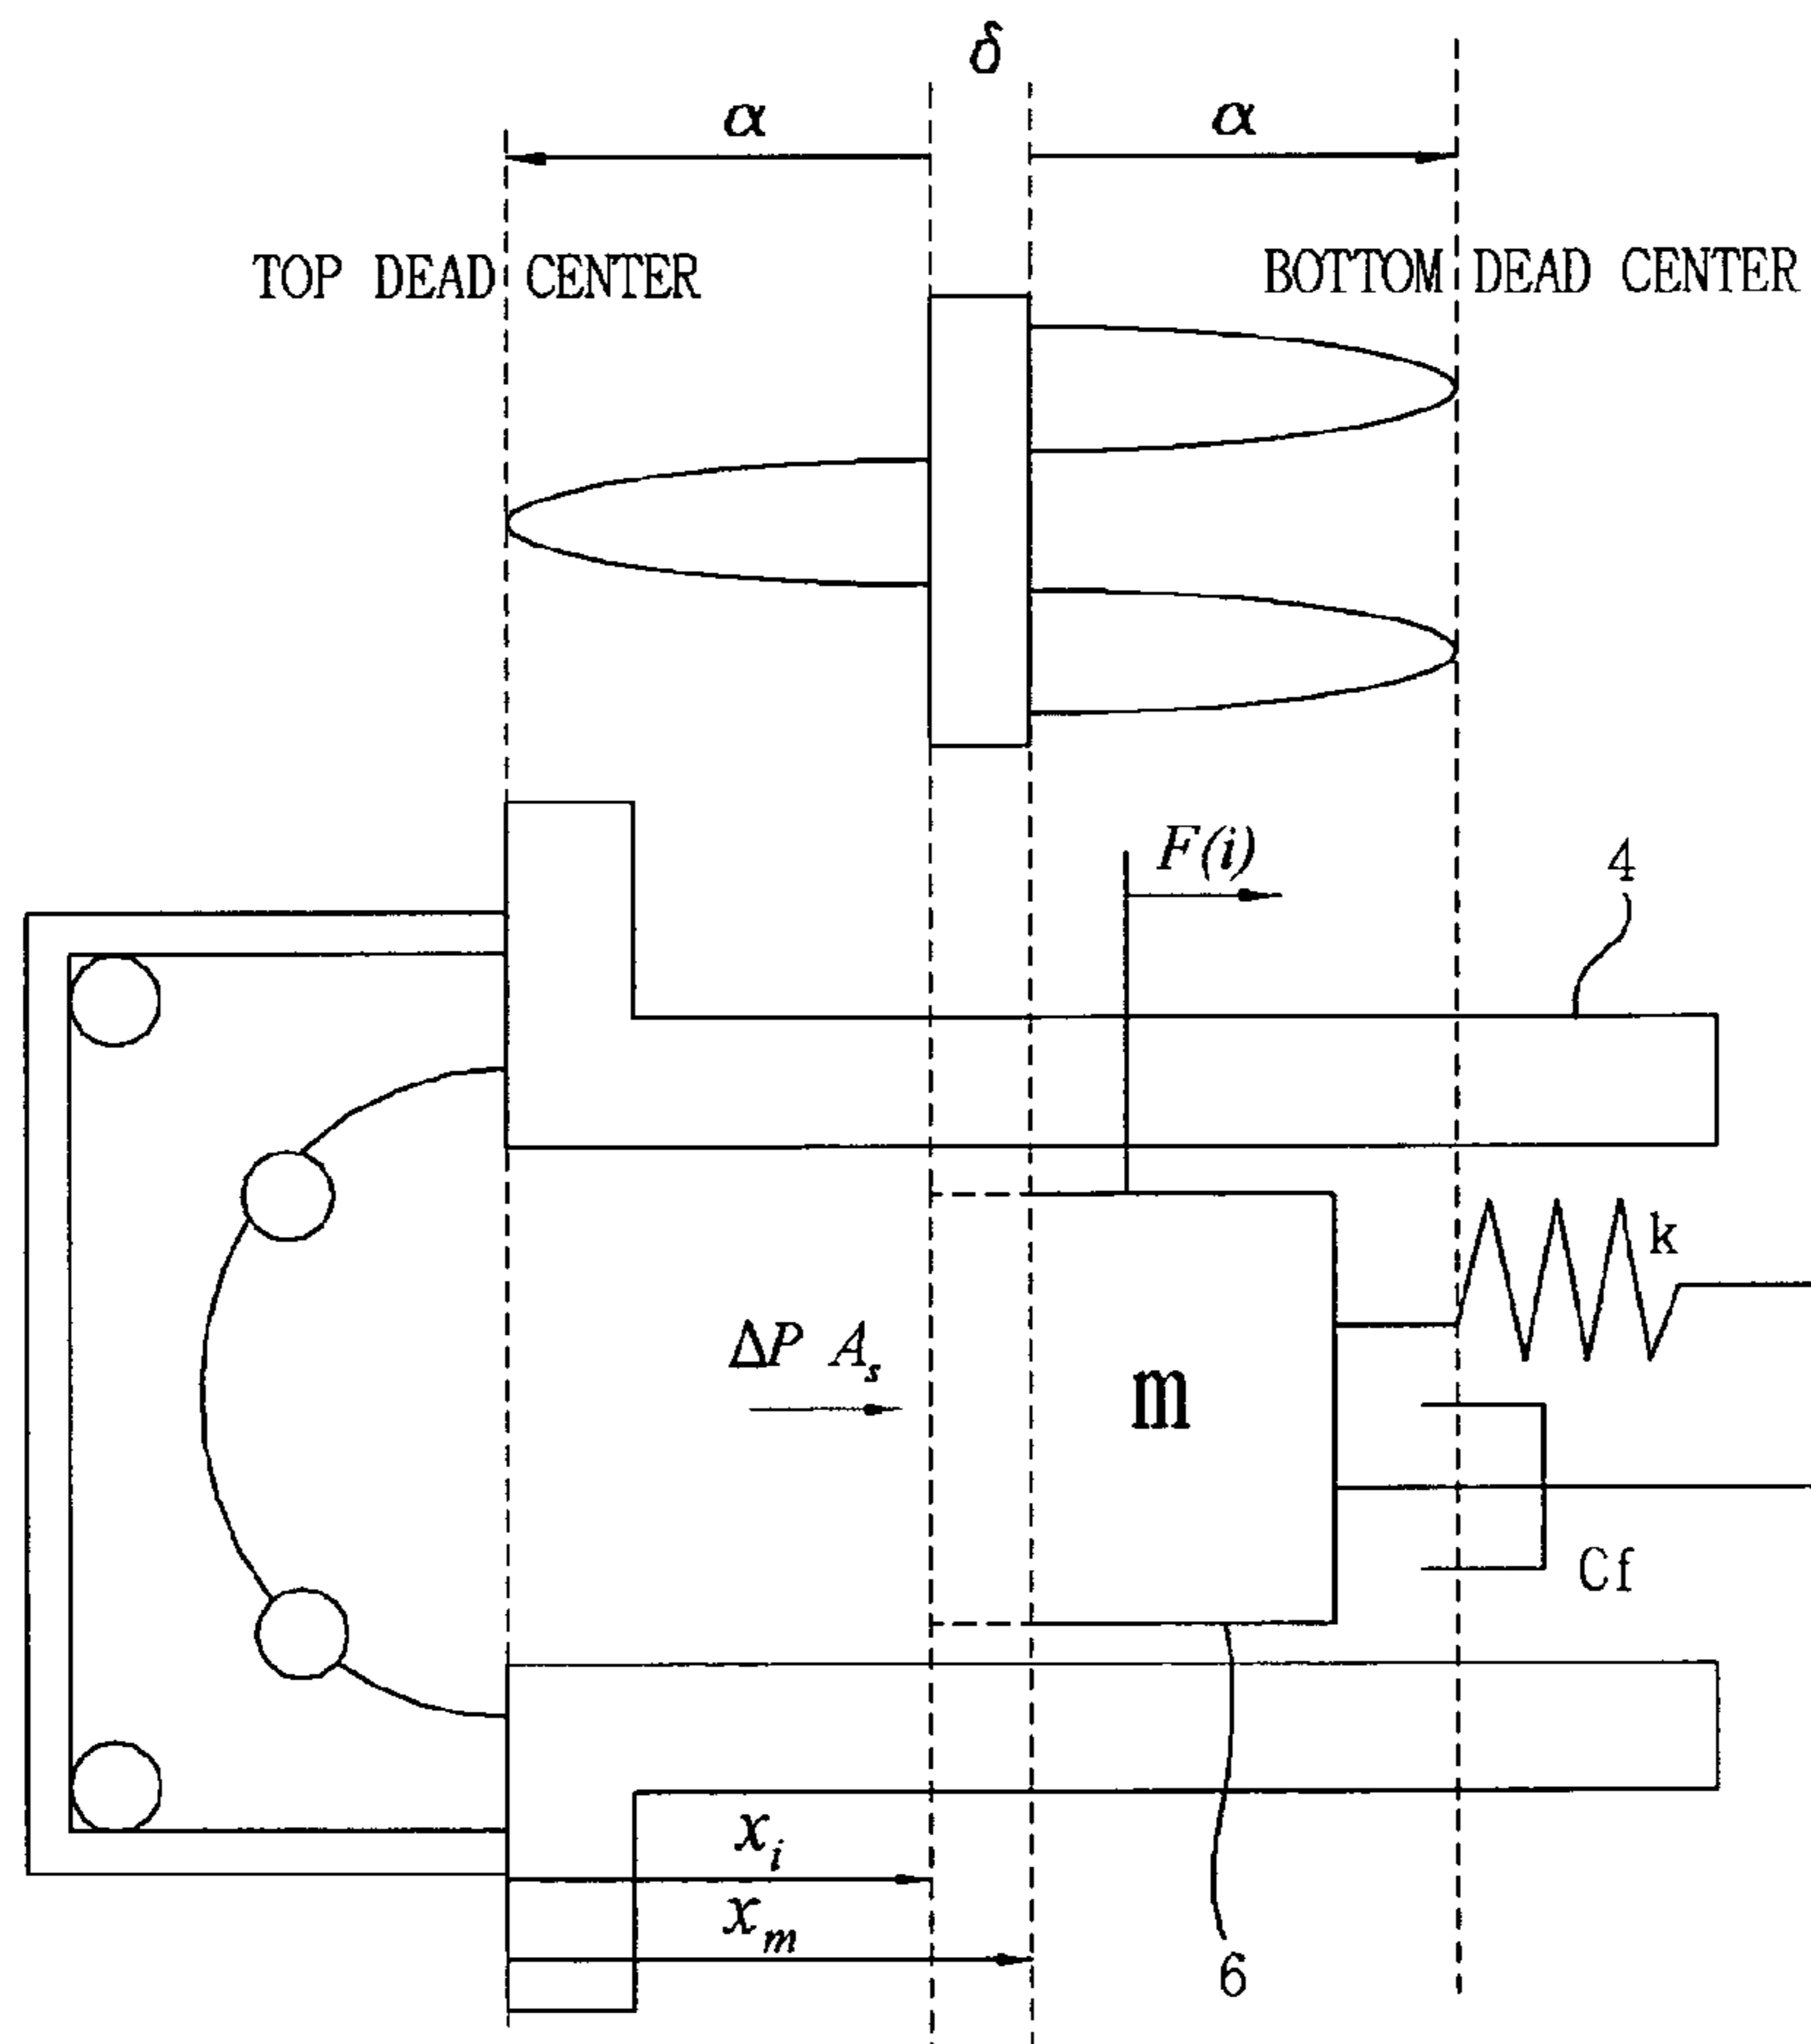 δ
α α
TOP DEAD CENTER BOTTOM DEAD CENTER
F(i)
4
k
ΔP A_s
m
Cf
x_i
x_m
6